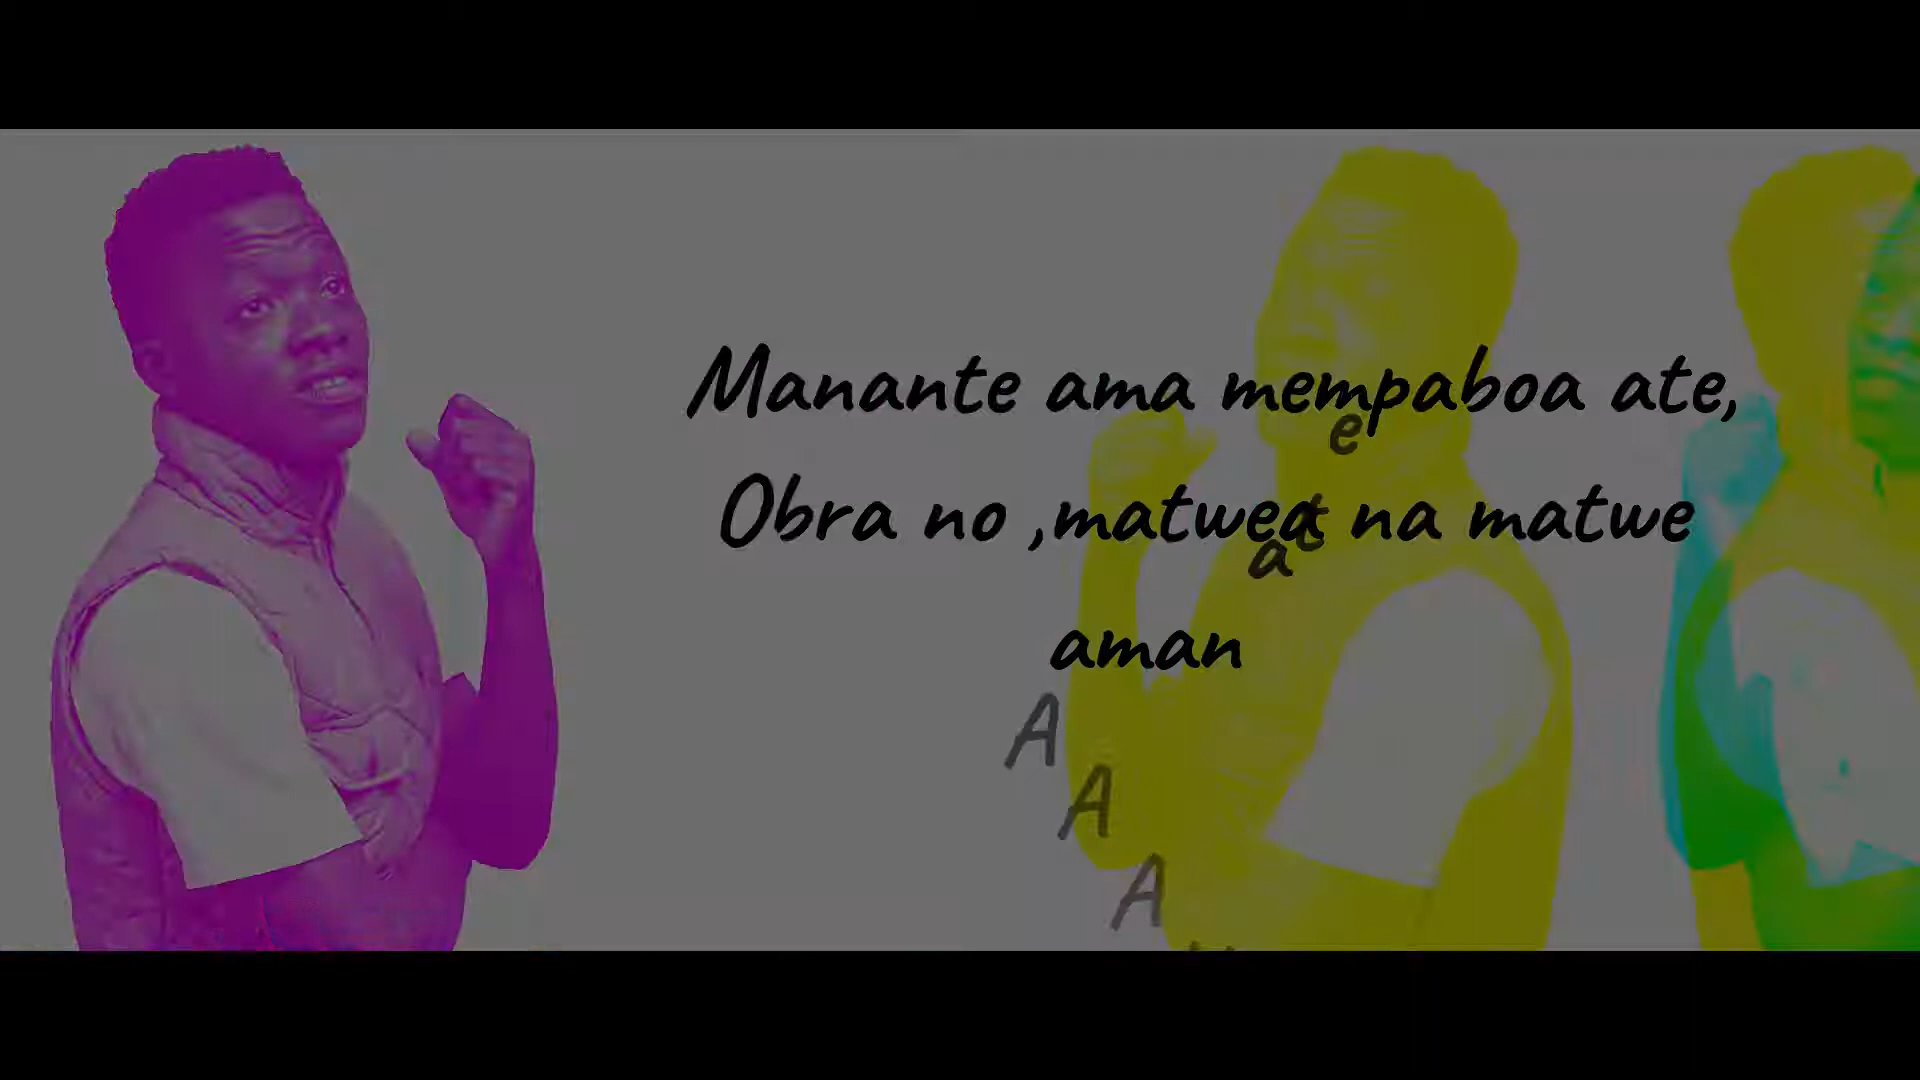 Manante ama mempaboa ate,
Obra no ,matwea na matwe
aman
e
t
a
A
A
A